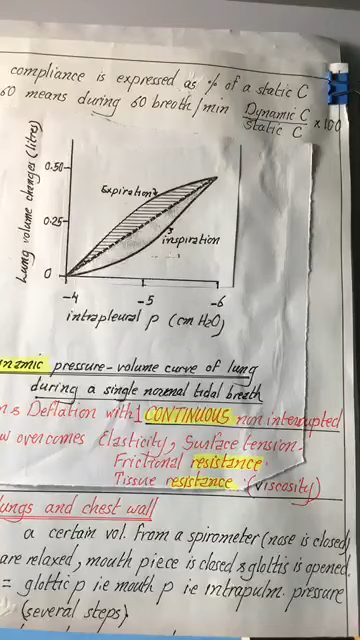 compliance is expressed as % of a static C
60 means during 60 breath/min Dynamic C / Static C x100
Lung volume changes (litres)
0.50
0.25
0
Expiration
inspiration
-4 -5 -6
intrapleural p (cm H2O)
namic pressure-volume curve of lung
during a single normal tidal breath
n & Deflation with 1 CONTINUOUS non interrupted
w overcomes Elasticity, Surface tension.
Frictional resistance.
Tissue resistance (viscosity)
lungs and chest wall
a certain vol. from a spirometer (nose is closed)
are relaxed, mouth piece is closed & glottis is opened.
= glottic p i.e mouth p i.e intrapulm. pressure
(several steps)